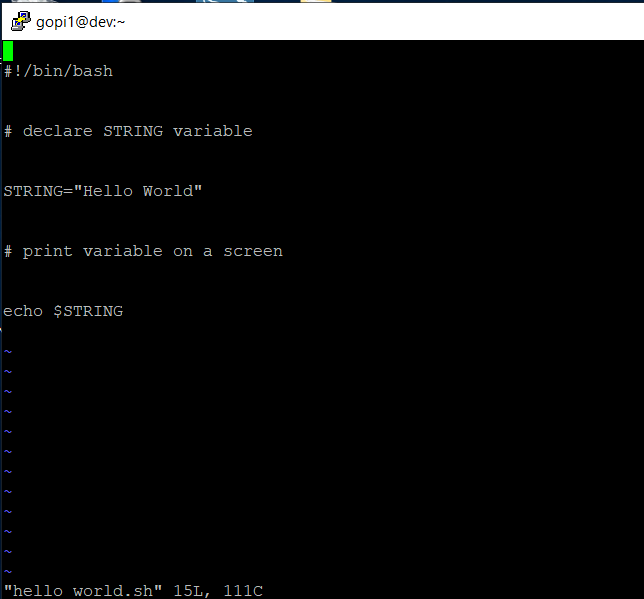 gopi1@dev:~
#!/bin/bash
# declare STRING variable
STRING="Hello World"
# print variable on a screen
echo $STRING
~
~
~
~
~
~
~
~
~
~
~
~
"hello world.sh" 15L, 111C